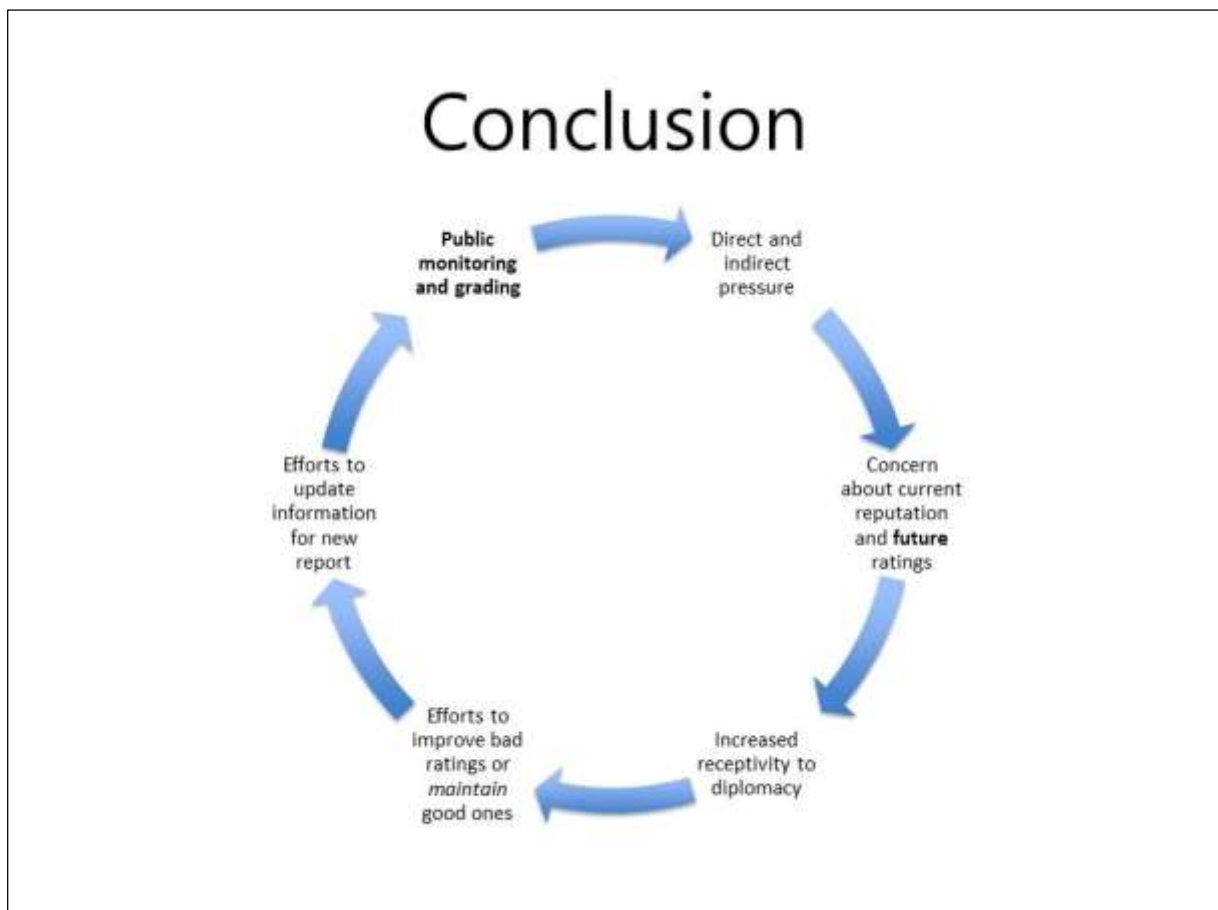 Conclusion
Public
monitoring
and grading
Direct and
indirect
pressure
Concern
about current
reputation
and future
ratings
Increased
receptivity to
diplomacy
Efforts to
improve bad
ratings or
maintain
good ones
Efforts to
update
information
for new
report